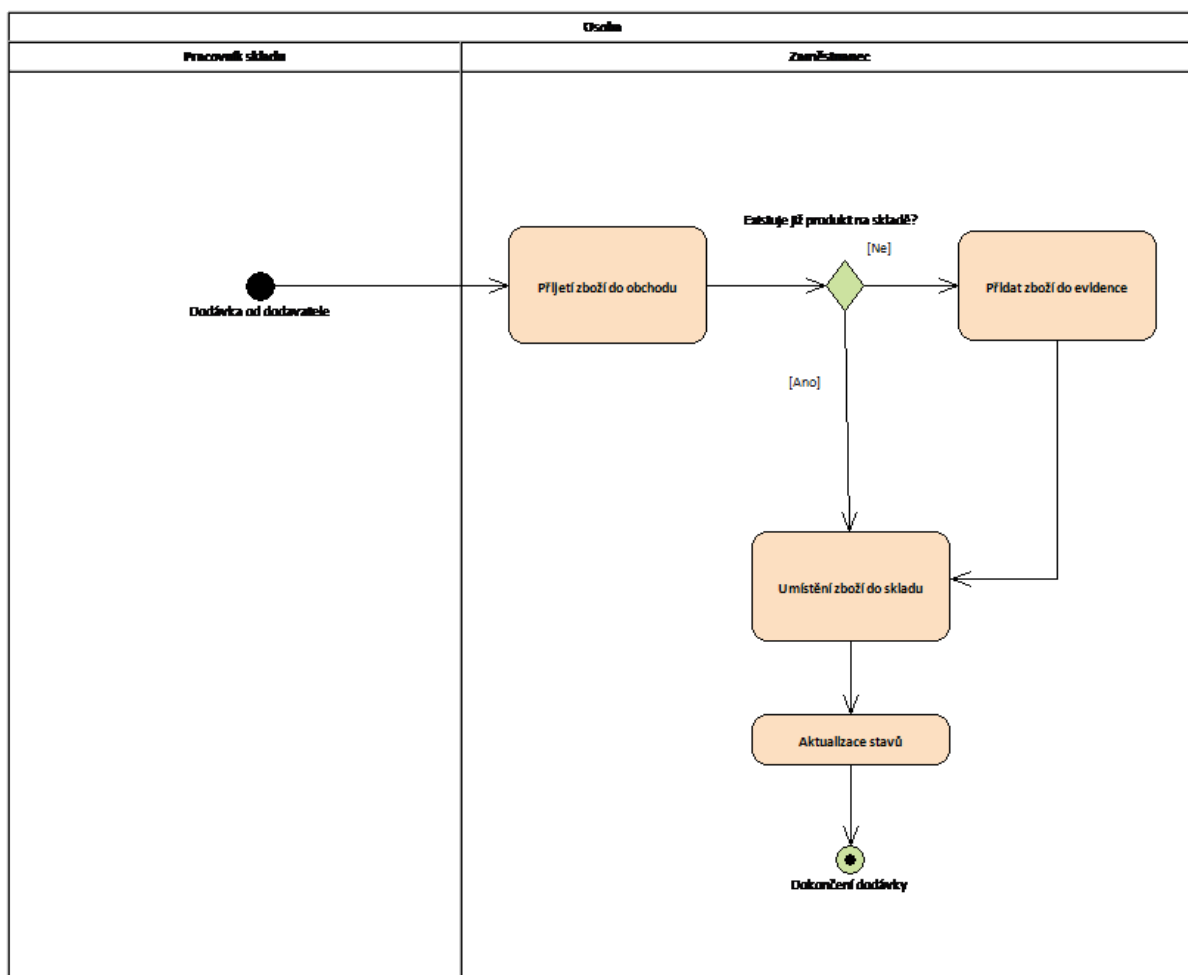 Osoba
Pracovník skladu
Zaměstnanec
Existuje již produkt na skladě?
[Ne]
Přijetí zboží do obchodu
Přidat zboží do evidence
Dodávka od dodavatele
[Ano]
Umístění zboží do skladu
Aktualizace stavů
Dokončení dodávky